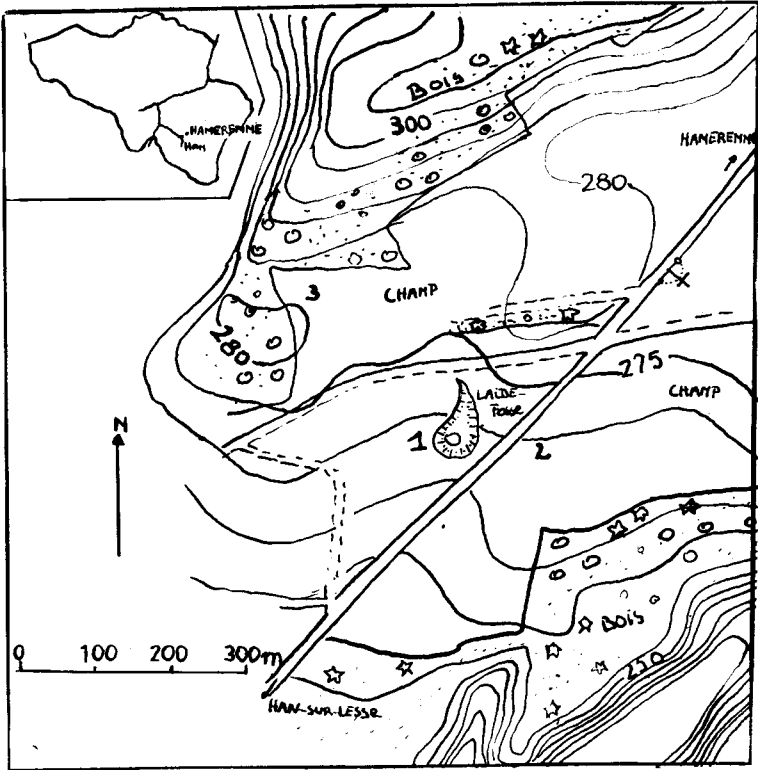 HAMERENNE
HAN
BOIS
300
HAMERENNE
280
3
CHAMP
280
275
CHAMP
LAIDE-
FOSSE
N
1
2
BOIS
0 100 200 300m
250
HAN-SUR-LESSE